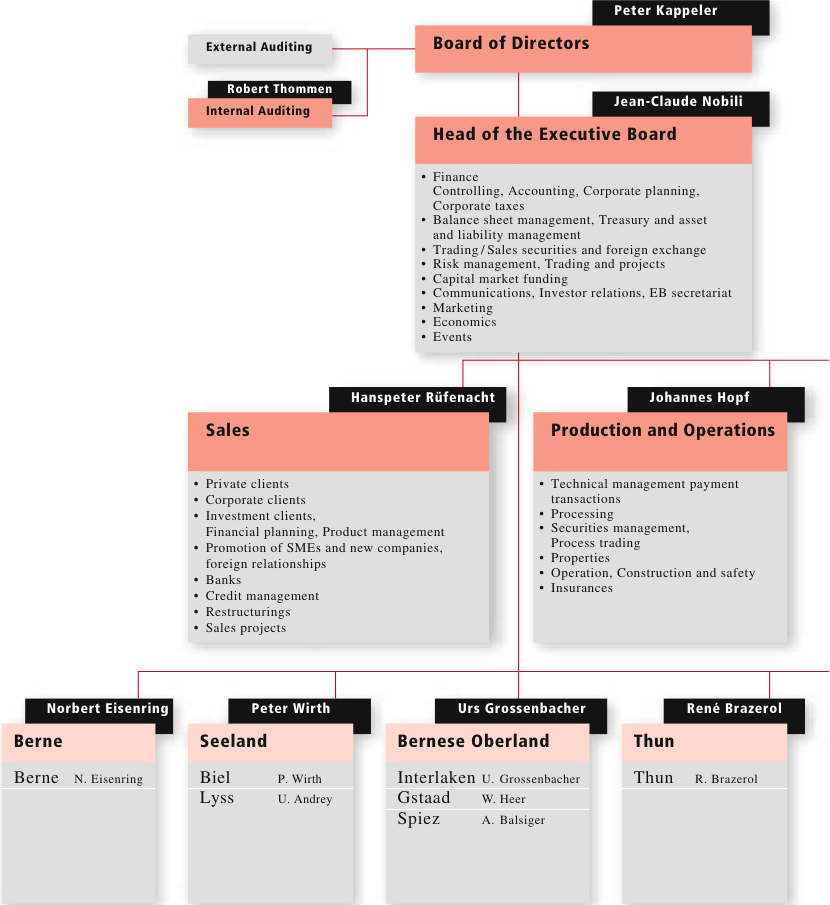 Peter Kappeler
Board of Directors
External Auditing
Robert Thommen
Internal Auditing
Jean-Claude Nobili
Head of the Executive Board
• Finance
Controlling, Accounting, Corporate planning,
Corporate taxes
• Balance sheet management, Treasury and asset
and liability management
• Trading / Sales securities and foreign exchange
• Risk management, Trading and projects
• Capital market funding
• Communications, Investor relations, EB secretariat
• Marketing
• Economics
• Events
Hanspeter Rüfenacht
Sales
• Private clients
• Corporate clients
• Investment clients,
Financial planning, Product management
• Promotion of SMEs and new companies,
foreign relationships
• Banks
• Credit management
• Restructurings
• Sales projects
Johannes Hopf
Production and Operations
• Technical management payment
transactions
• Processing
• Securities management,
Process trading
• Properties
• Operation, Construction and safety
• Insurances
Norbert Eisenring
Berne
Berne N. Eisenring
Peter Wirth
Seeland
Biel P. Wirth
Lyss U. Andrey
Urs Grossenbacher
Bernese Oberland
Interlaken U. Grossenbacher
Gstaad W. Heer
Spiez A. Balsiger
René Brazerol
Thun
Thun R. Brazerol